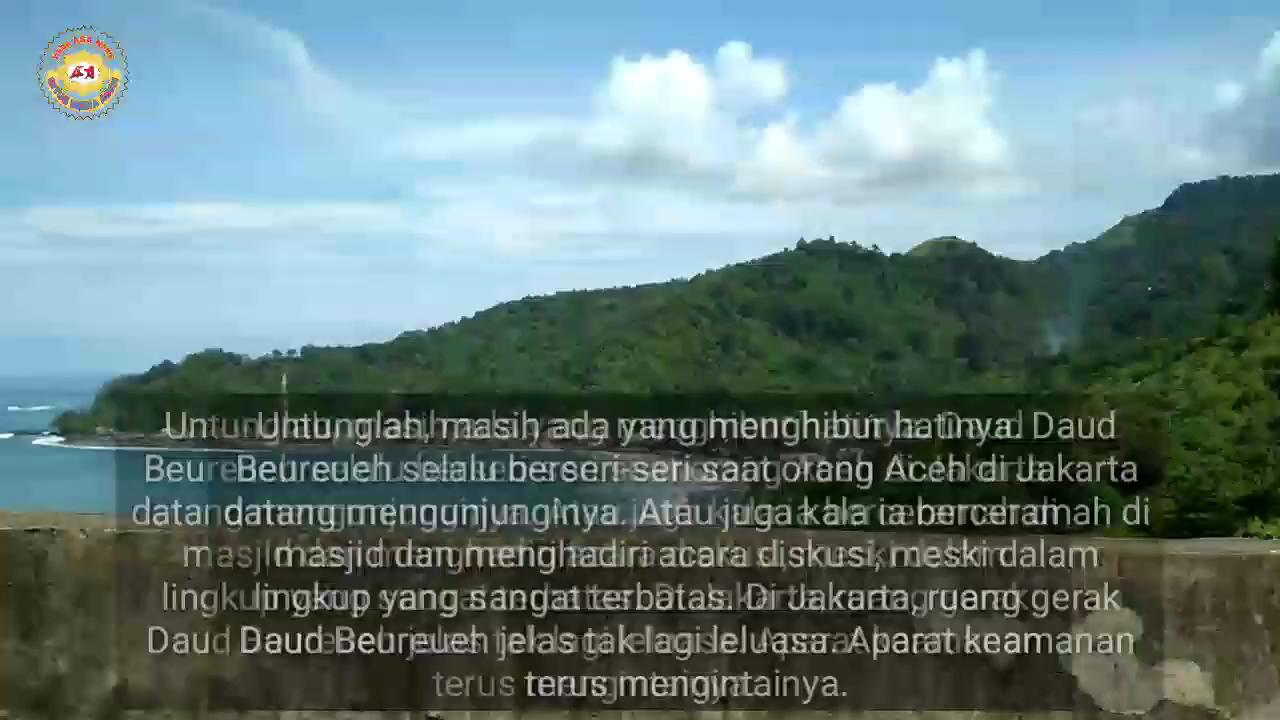 Untunglah, masih ada yang menghibur hatinya. Daud
Beureueh selalu berseri-seri saat orang Aceh di Jakarta
datang mengunjunginya. Atau juga kala ia berceramah di
masjid dan menghadiri acara diskusi, meski dalam
lingkup yang sangat terbatas. Di Jakarta, ruang gerak
Daud Beureueh jelas tak lagi leluasa. Aparat keamanan
terus mengintainya.